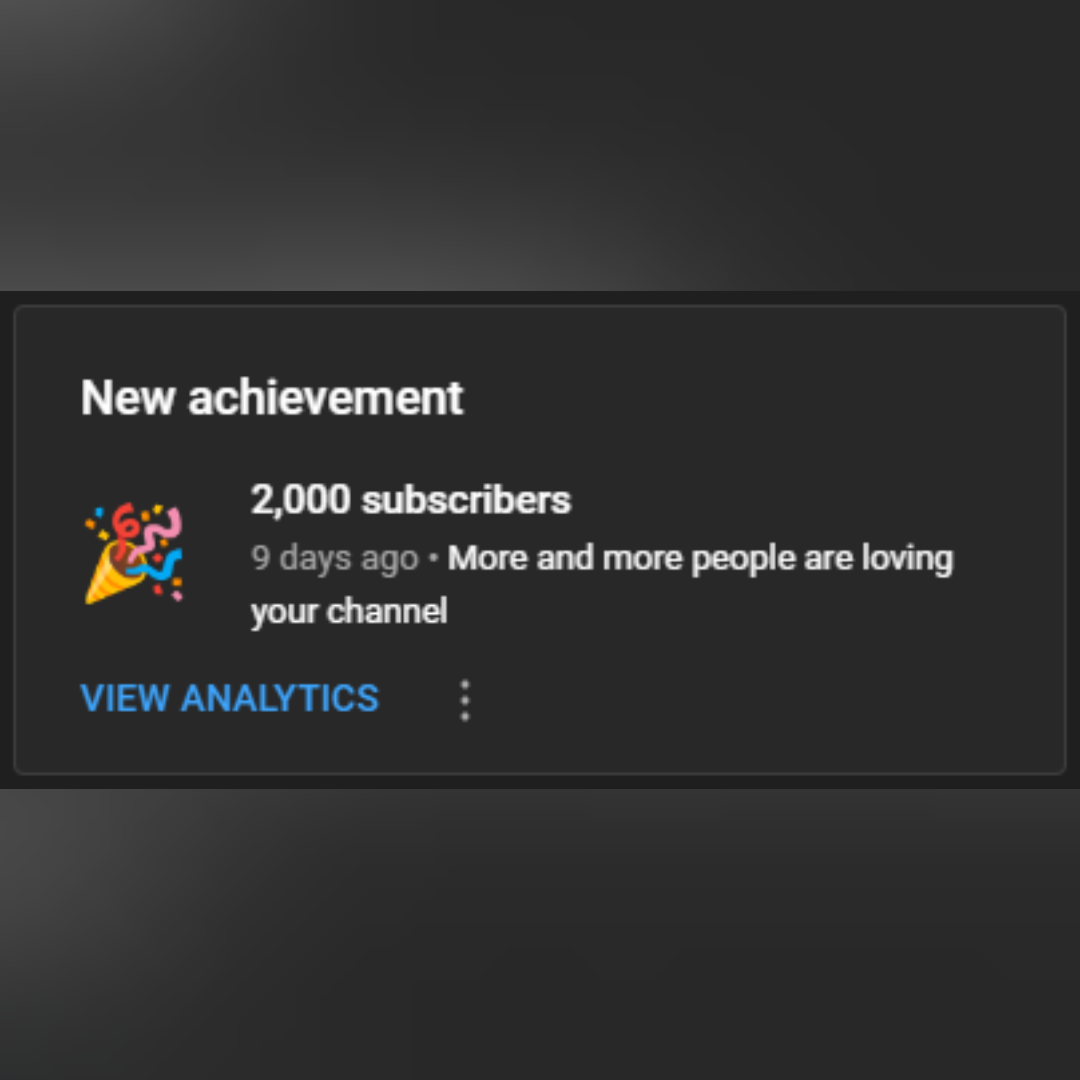 New achievement
2,000 subscribers
9 days ago • More and more people are loving
your channel
VIEW ANALYTICS